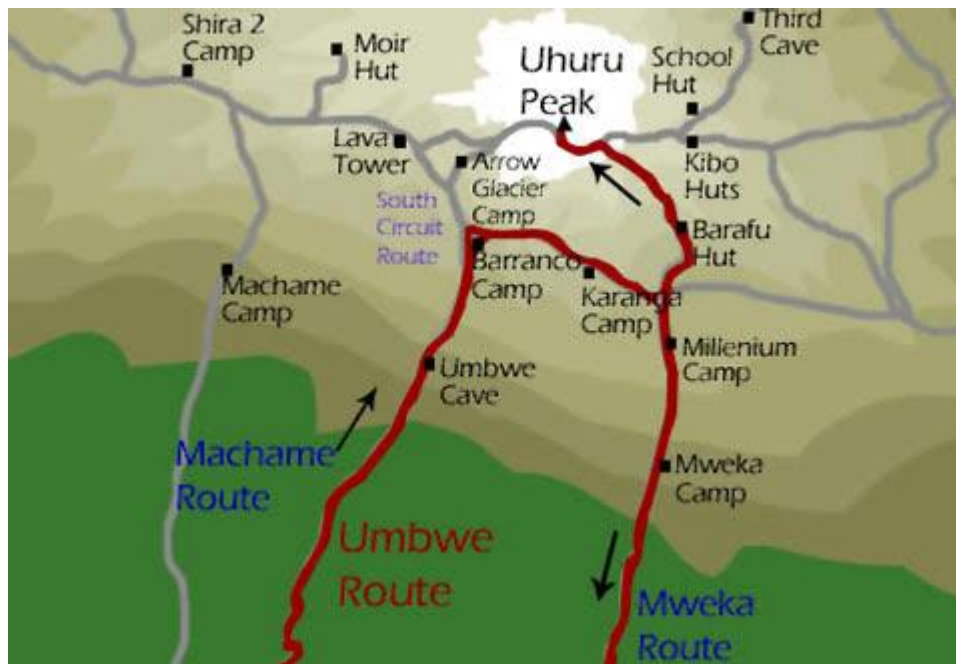 Shira 2
Camp
Moir
Hut
Uhuru
Peak
School
Hut
Third
Cave
Lava
Tower
Arrow
Glacier
Camp
Kibo
Huts
South
Circuit
Route
Barafu
Hut
Machame
Camp
Barranco
Camp
Karanga
Camp
Millenium
Camp
Umbwe
Cave
Machame
Route
Mweka
Camp
Umbwe
Route
Mweka
Route